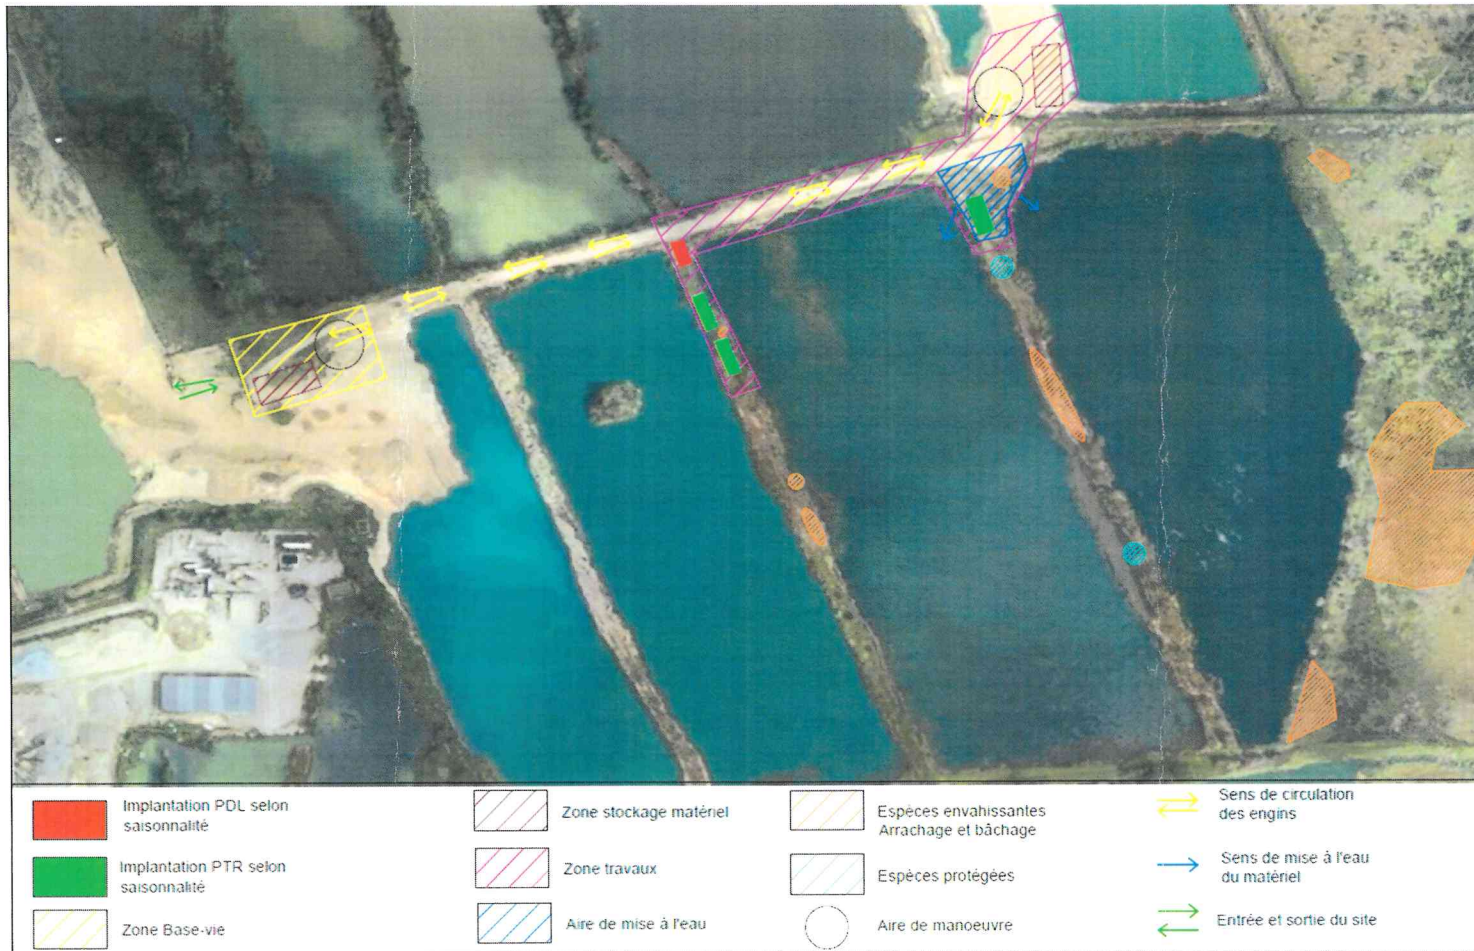 Implantation PDL selon
saisonnalité
Implantation PTR selon
saisonnalité
Zone Base-vie
Zone stockage matériel
Zone travaux
Aire de mise à l'eau
Espèces envahissantes
Arrachage et bâchage
Espèces protégées
Aire de manoeuvre
Sens de circulation
des engins
Sens de mise à l'eau
du matériel
Entrée et sortie du site